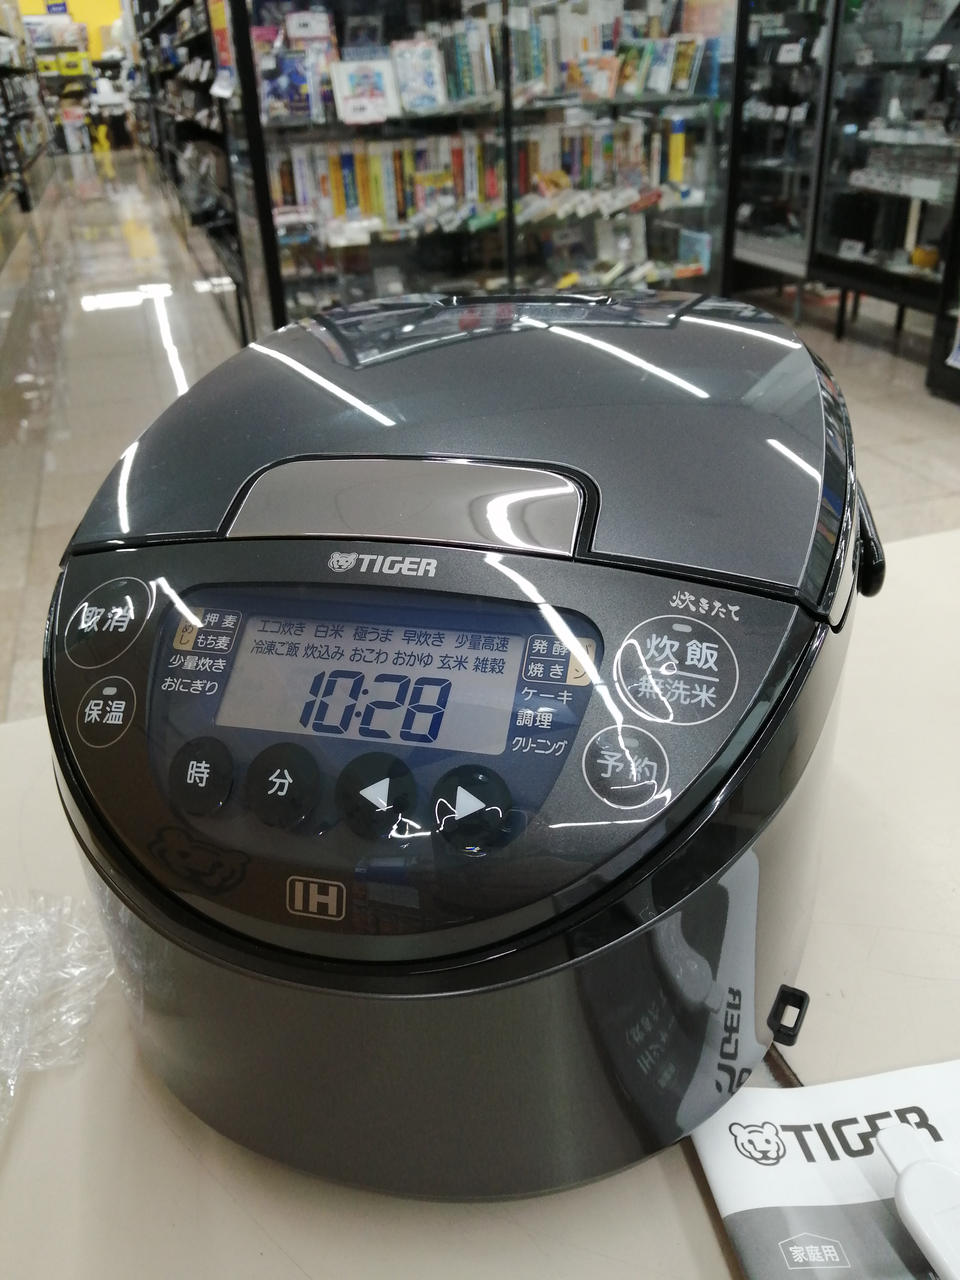 TIGER
炊きたて
取消
保温
めし
押麦
もち麦
少量炊き
おにぎり
エコ炊き 白米 極うま 早炊き 少量高速
冷凍ご飯 炊込み おこわ おかゆ 玄米 雑穀
10:28
発酵
焼き
パン
ケーキ
調理
クリーニング
炊飯
無洗米
予約
時
分
IH
TIGER
家庭用